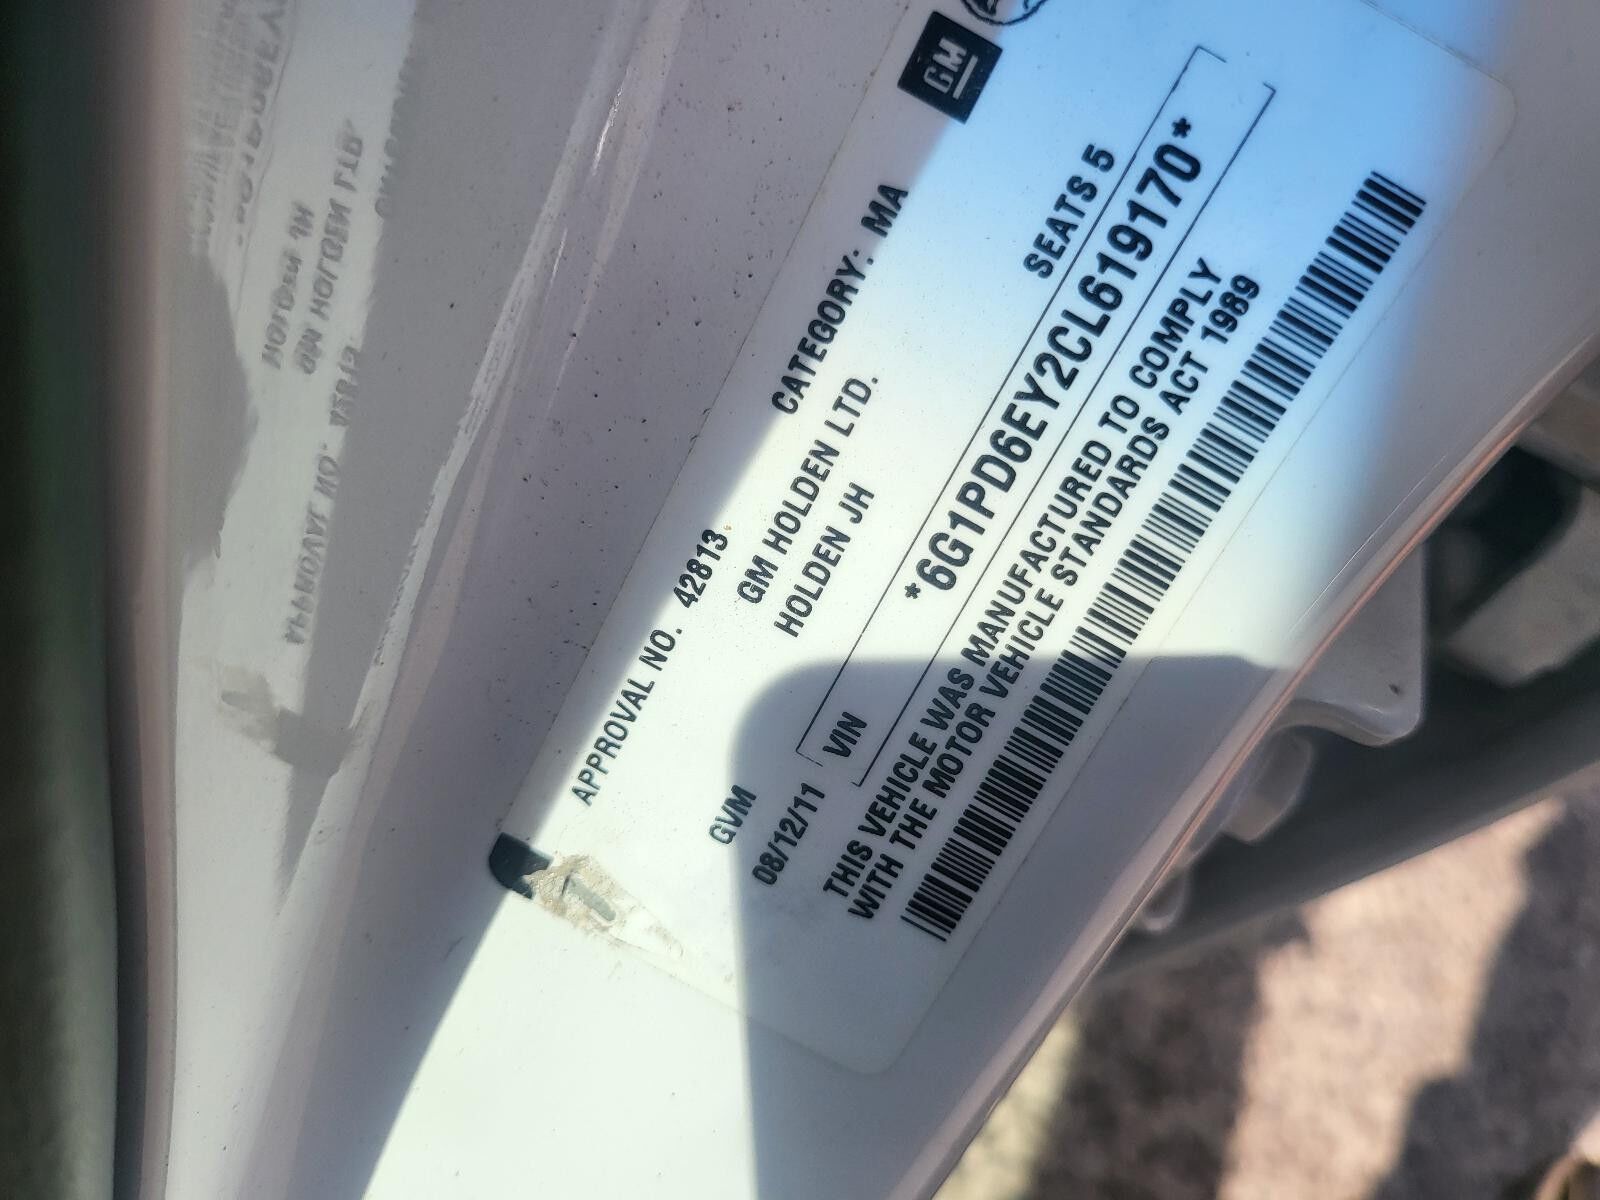 GM
APPROVAL NO. 42813 CATEGORY: MA
GM HOLDEN LTD.
HOLDEN JH
GVM SEATS 5
08/12/11 VIN *6G1PD6EY2CL619170*
THIS VEHICLE WAS MANUFACTURED TO COMPLY
WITH THE MOTOR VEHICLE STANDARDS ACT 1989